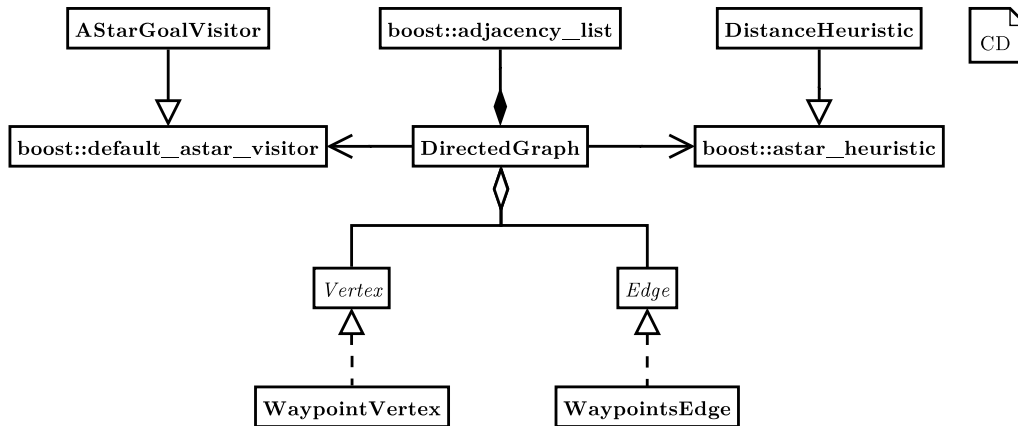 AStarGoalVisitor
boost::adjacency_list
DistanceHeuristic
CD
boost::default_astar_visitor
DirectedGraph
boost::astar_heuristic
Vertex
Edge
WaypointVertex
WaypointsEdge